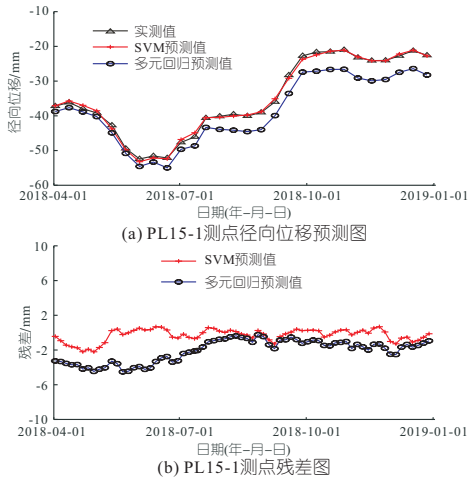 -10
-20
-30
-40
-50
-60
径向位移/mm
实测值
SVM预测值
多元回归预测值
2018-04-01 2018-07-01 2018-10-01 2019-01-01
日期(年-月-日)
(a) PL15-1测点径向位移预测图
10
6
2
-2
-6
-10
残差/mm
SVM预测值
多元回归预测值
2018-04-01 2018-07-01 2018-10-01 2019-01-01
日期(年-月-日)
(b) PL15-1测点残差图